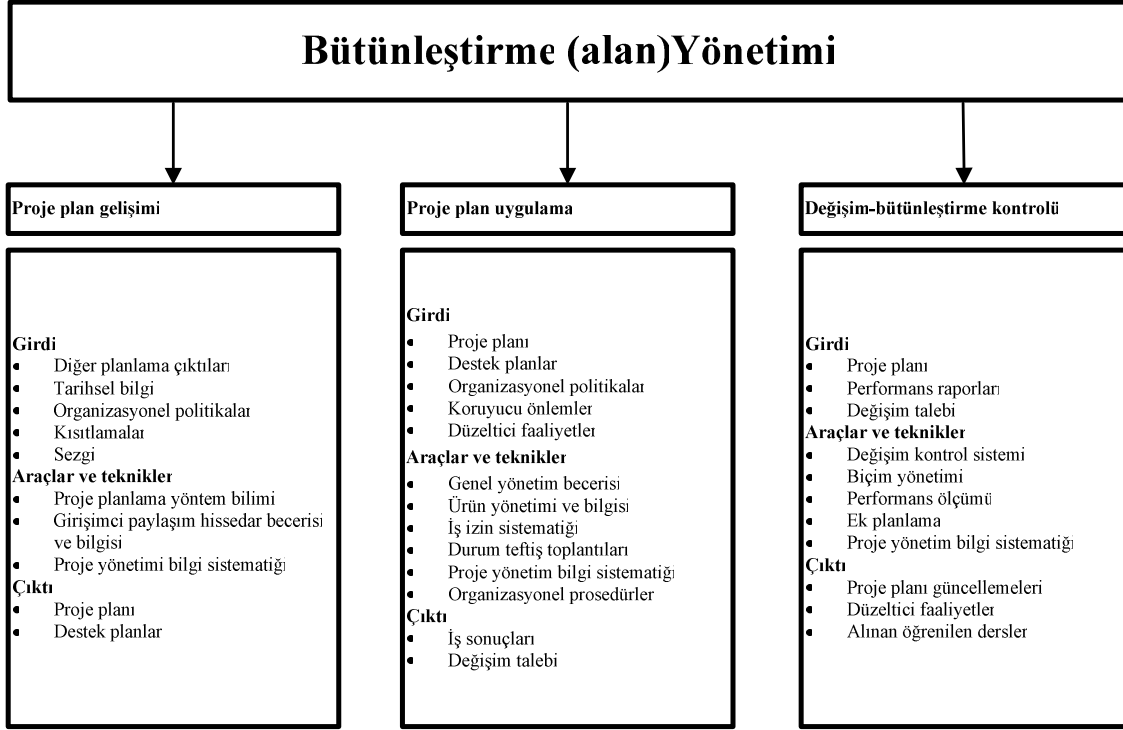 Bütünleştirme (alan)Yönetimi
Proje plan gelişimi
Girdi
• Diğer planlama çıktıları
• Tarihsel bilgi
• Organizasyonel politikalar
• Kısıtlamalar
• Sezgi
Araçlar ve teknikler
• Proje planlama yöntem bilimi
• Girişimci paylaşım hissedar becerisi
ve bilgisi
• Proje yönetimi bilgi sistematiği
Çıktı
• Proje planı
• Destek planlar
Proje plan uygulama
Girdi
• Proje planı
• Destek planlar
• Organizasyonel politikalar
• Koruyucu önlemler
• Düzeltici faaliyetler
Araçlar ve teknikler
• Genel yönetim becerisi
• Ürün yönetimi ve bilgisi
• İş izin sistematiği
• Durum teftiş toplantıları
• Proje yönetim bilgi sistematiği
• Organizasyonel prosedürler
Çıktı
• İş sonuçları
• Değişim talebi
Değişim-bütünleştirme kontrolü
Girdi
• Proje planı
• Performans raporları
• Değişim talebi
Araçlar ve teknikler
• Değişim kontrol sistemi
• Biçim yönetimi
• Performans ölçümü
• Ek planlama
• Proje yönetim bilgi sistematiği
Çıktı
• Proje planı güncellemeleri
• Düzeltici faaliyetler
• Alınan öğrenilen dersler